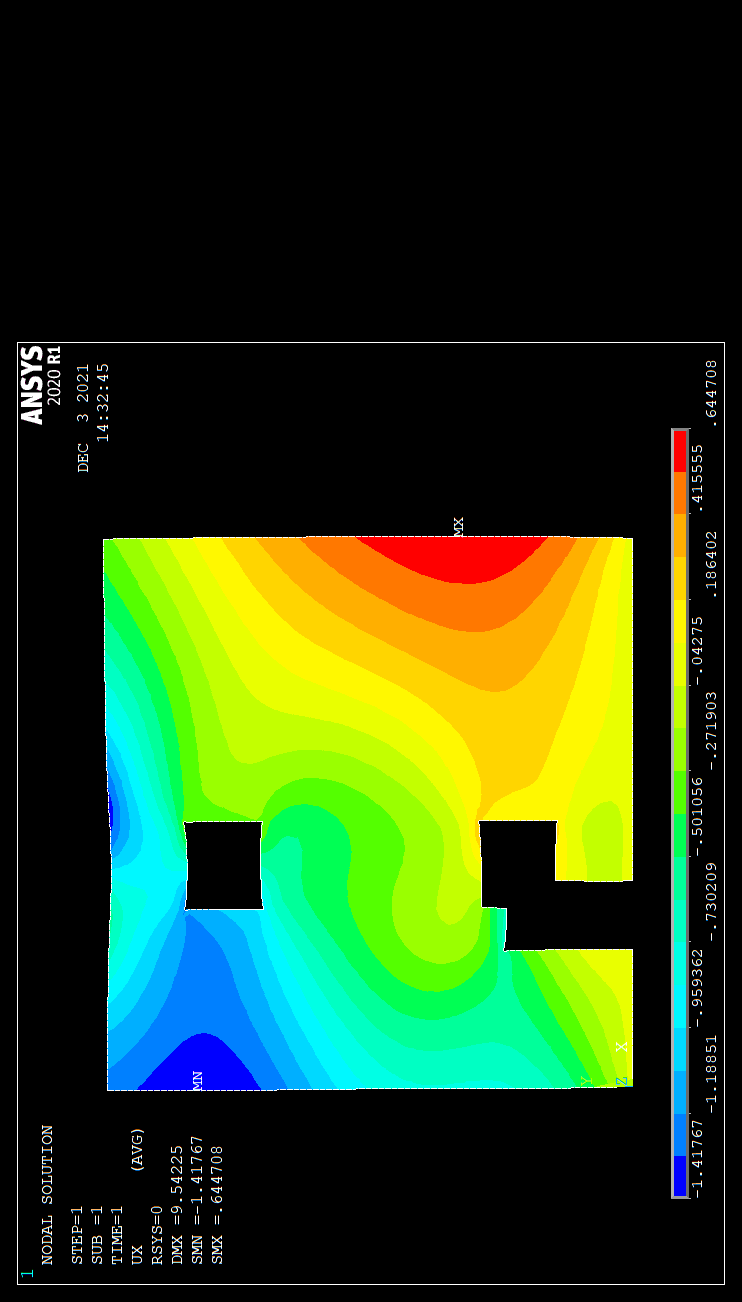 1
NODAL SOLUTION
STEP=1
SUB =1
TIME=1
UX (AVG)
RSYS=0
DMX =9.54225
SMN =-1.41767
SMX =.644708
ANSYS
2020 R1
DEC 3 2021
14:32:45
MN
MX
Y
Z X
-1.41767
-1.18851
-.959362
-.730209
-.501056
-.271903
-.04275
.186402
.415555
.644708